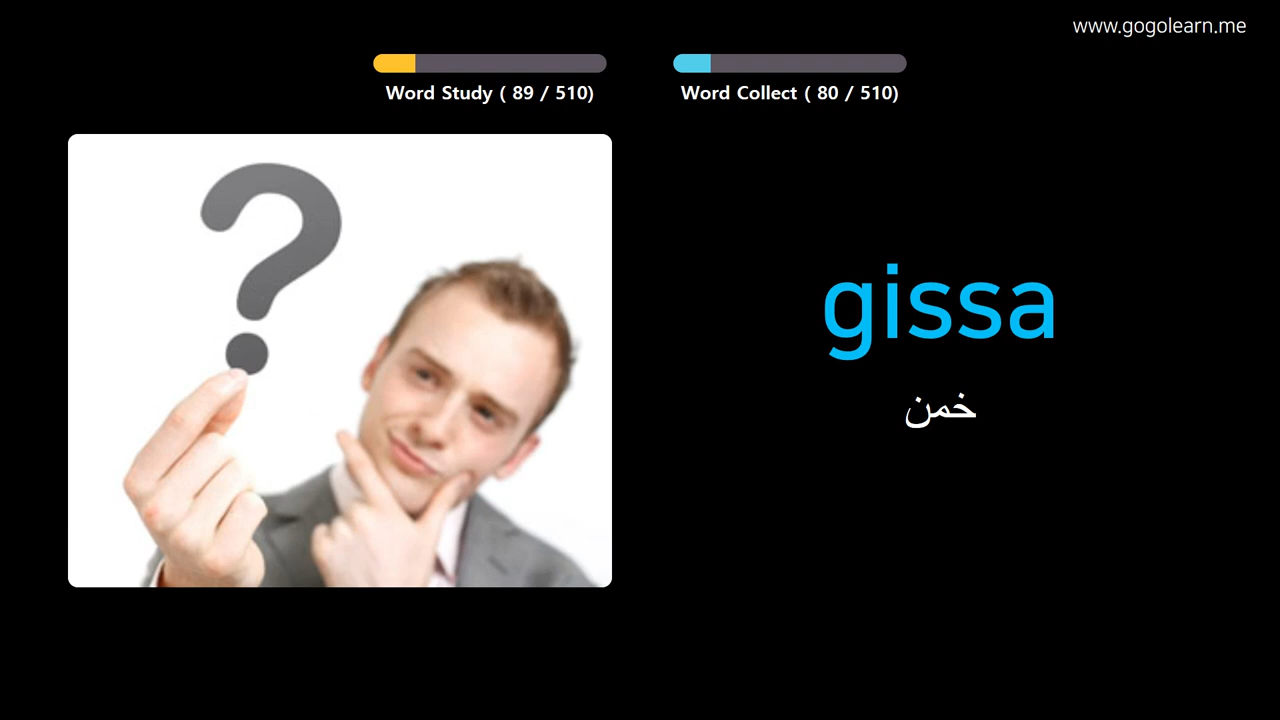 www.gogolearn.me
Word Study ( 89 / 510)
Word Collect ( 80 / 510)
?
gissa
خمن